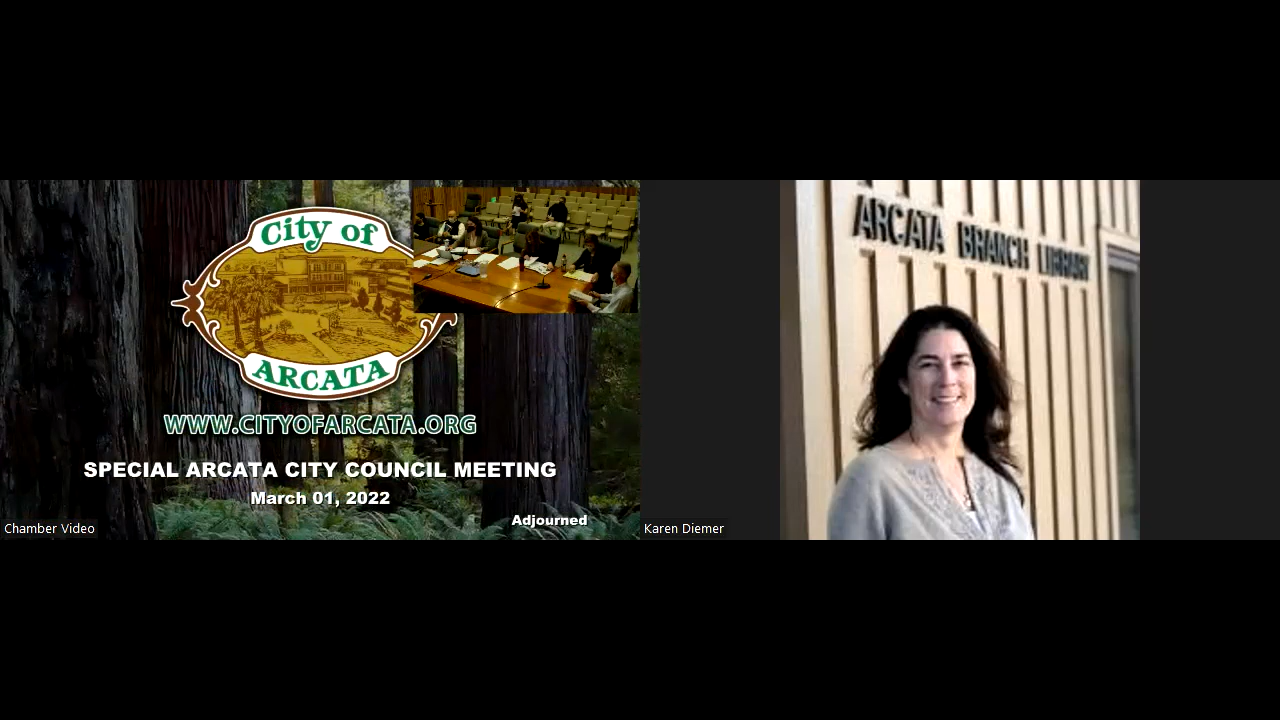 City of
ARCATA
WWW.CITYOFARCATA.ORG
SPECIAL ARCATA CITY COUNCIL MEETING
March 01, 2022
Adjourned
Chamber Video
ARCATA BRANCH LIBRARY
Karen Diemer